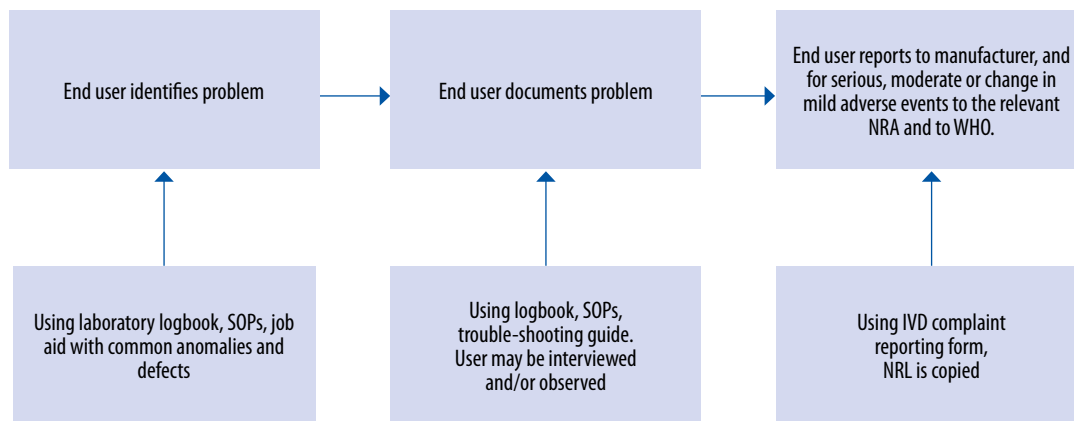 End user identifies problem
End user documents problem
End user reports to manufacturer, and
for serious, moderate or change in
mild adverse events to the relevant
NRA and to WHO.
Using laboratory logbook, SOPs, job
aid with common anomalies and
defects
Using logbook, SOPs,
trouble-shooting guide.
User may be interviewed
and/or observed
Using IVD complaint
reporting form,
NRL is copied